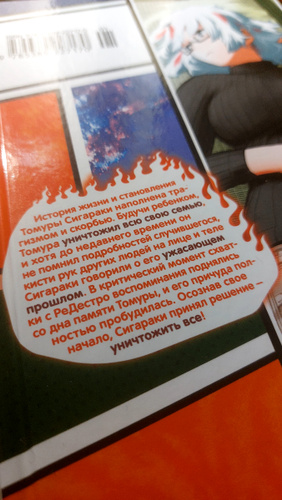 История жизни и становления
Томуры Сигараки наполнена тра-
гизмом и скорбью. Будучи ребенком,
Томура уничтожил всю свою семью,
и хотя до недавнего времени он
не помнил подробностей случившегося,
кисти рук других людей на лице и теле
Сигараки говорили о его ужасающем
прошлом. В критический момент схват-
ки с РеДестро воспоминания поднялись
со дна памяти Томуры, и его причуда пол-
ностью пробудилась. Осознав свое
начало, Сигараки принял решение –
уничтожить все!